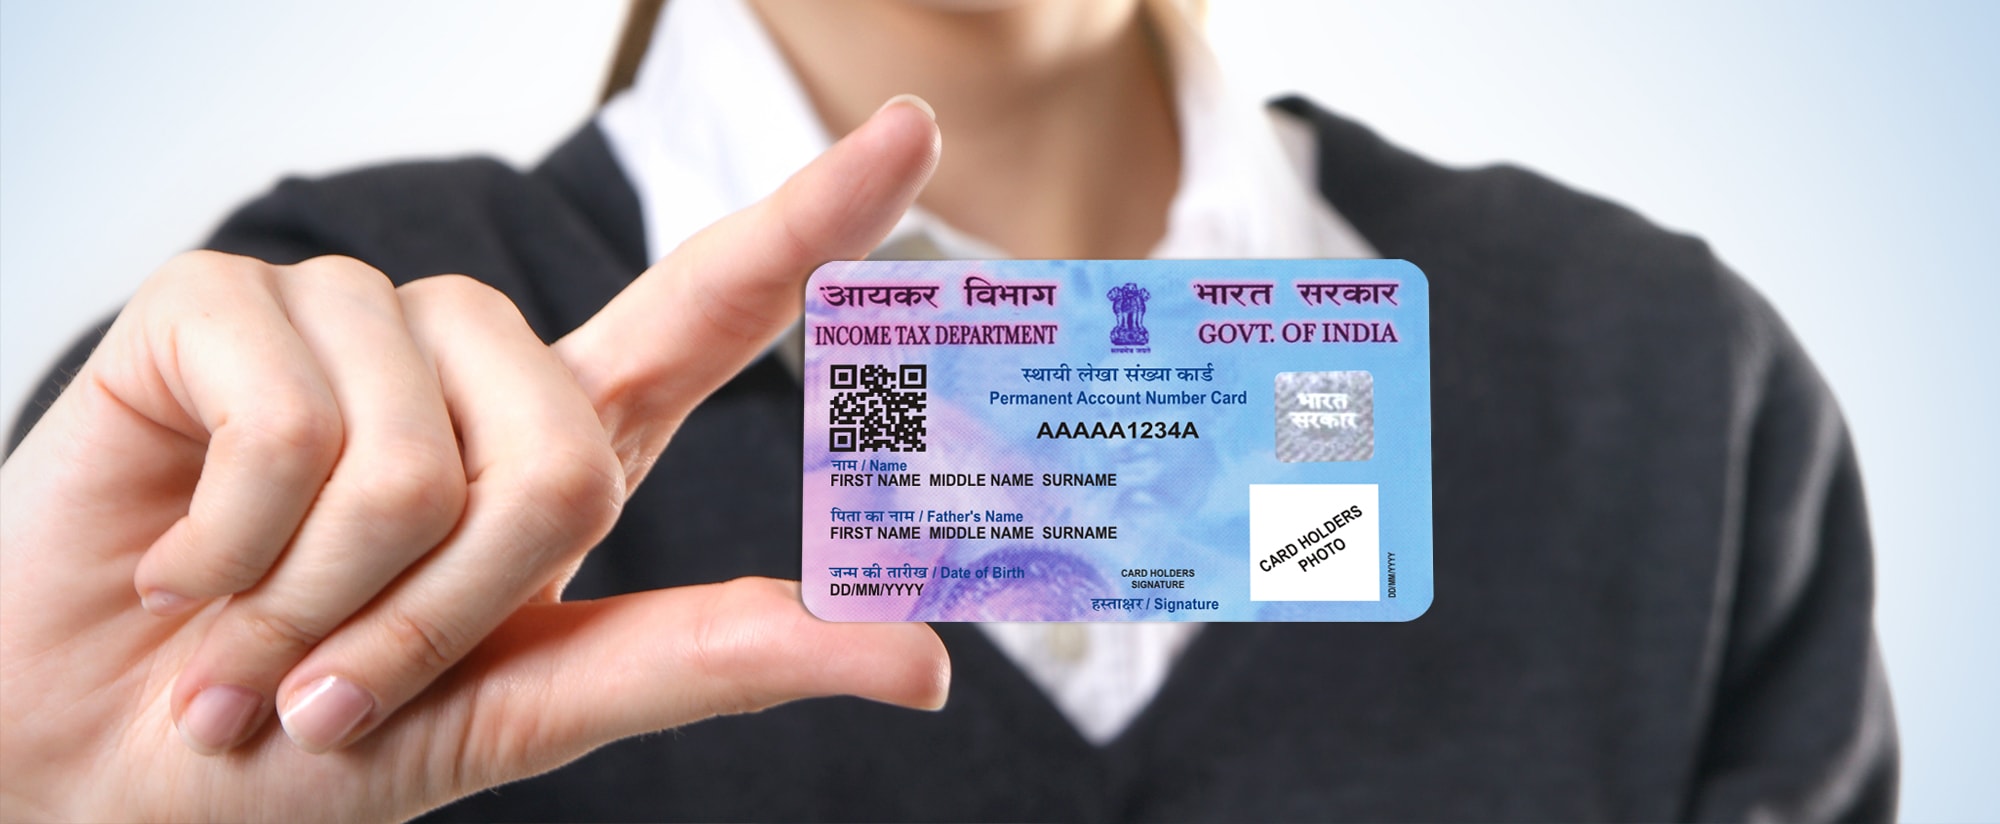 आयकर विभाग
INCOME TAX DEPARTMENT
सत्यमेव जयते
भारत सरकार
GOVT. OF INDIA
स्थायी लेखा संख्या कार्ड
Permanent Account Number Card
AAAAA1234A
भारत
सरकार
नाम / Name
FIRST NAME MIDDLE NAME SURNAME
पिता का नाम / Father's Name
FIRST NAME MIDDLE NAME SURNAME
जन्म की तारीख / Date of Birth
DD/MM/YYYY
CARD HOLDERS
SIGNATURE
हस्ताक्षर / Signature
CARD HOLDERS
PHOTO
DD/MM/YYYY